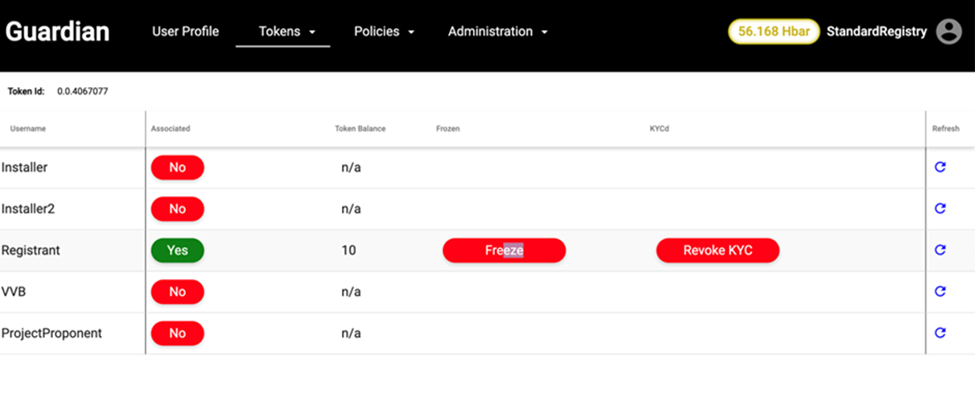 Guardian User Profile Tokens Policies Administration 56.168 Hbar StandardRegistry
Token Id: 0.0.4067077
Username Associated Token Balance Frozen KYCd Refresh
Installer No n/a
Installer2 No n/a
Registrant Yes 10 Freeze Revoke KYC
VVB No n/a
ProjectProponent No n/a